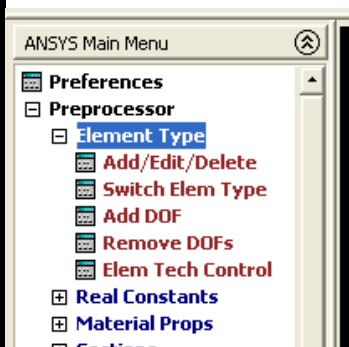 ANSYS Main Menu
Preferences
Preprocessor
Element Type
Add/Edit/Delete
Switch Elem Type
Add DOF
Remove DOFs
Elem Tech Control
Real Constants
Material Props